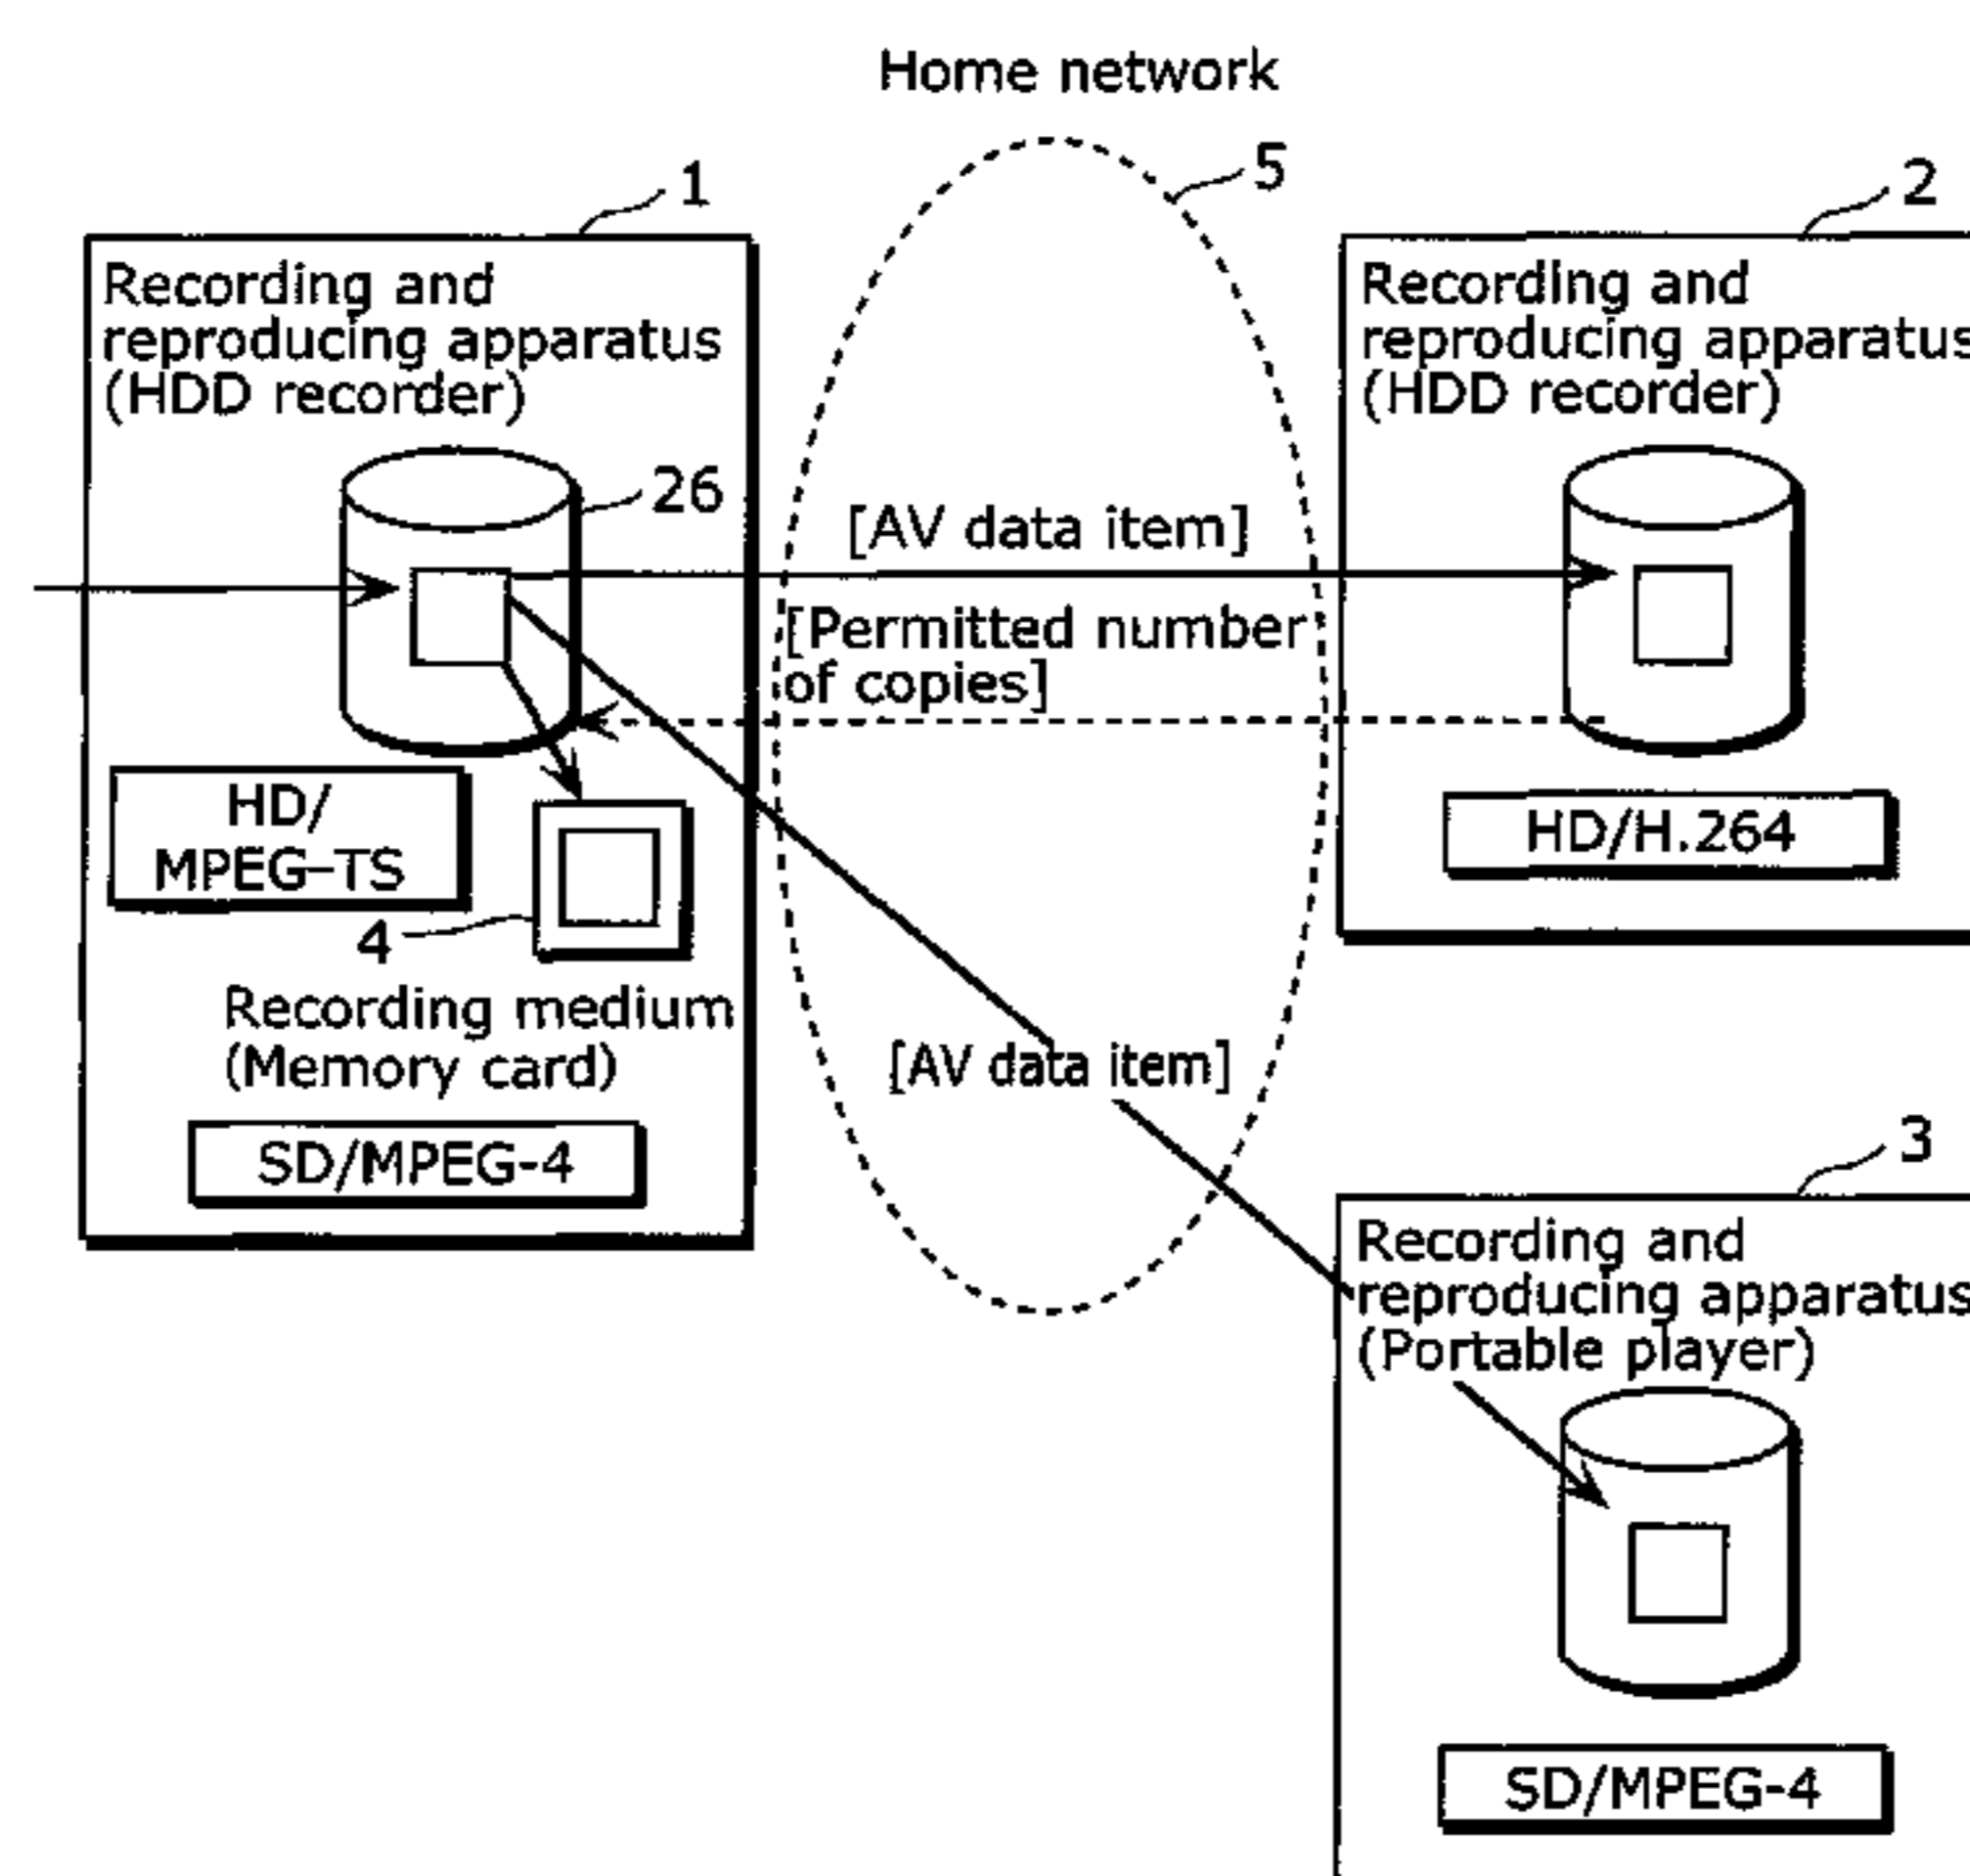 Home network
5
1
Recording and
reproducing apparatus
(HDD recorder)
26
HD/
MPEG-TS
4
Recording medium
(Memory card)
SD/MPEG-4
[AV data item]
[Permitted number
of copies]
[AV data item]
2
Recording and
reproducing apparatus
(HDD recorder)
HD/H.264
3
Recording and
reproducing apparatus
(Portable player)
SD/MPEG-4